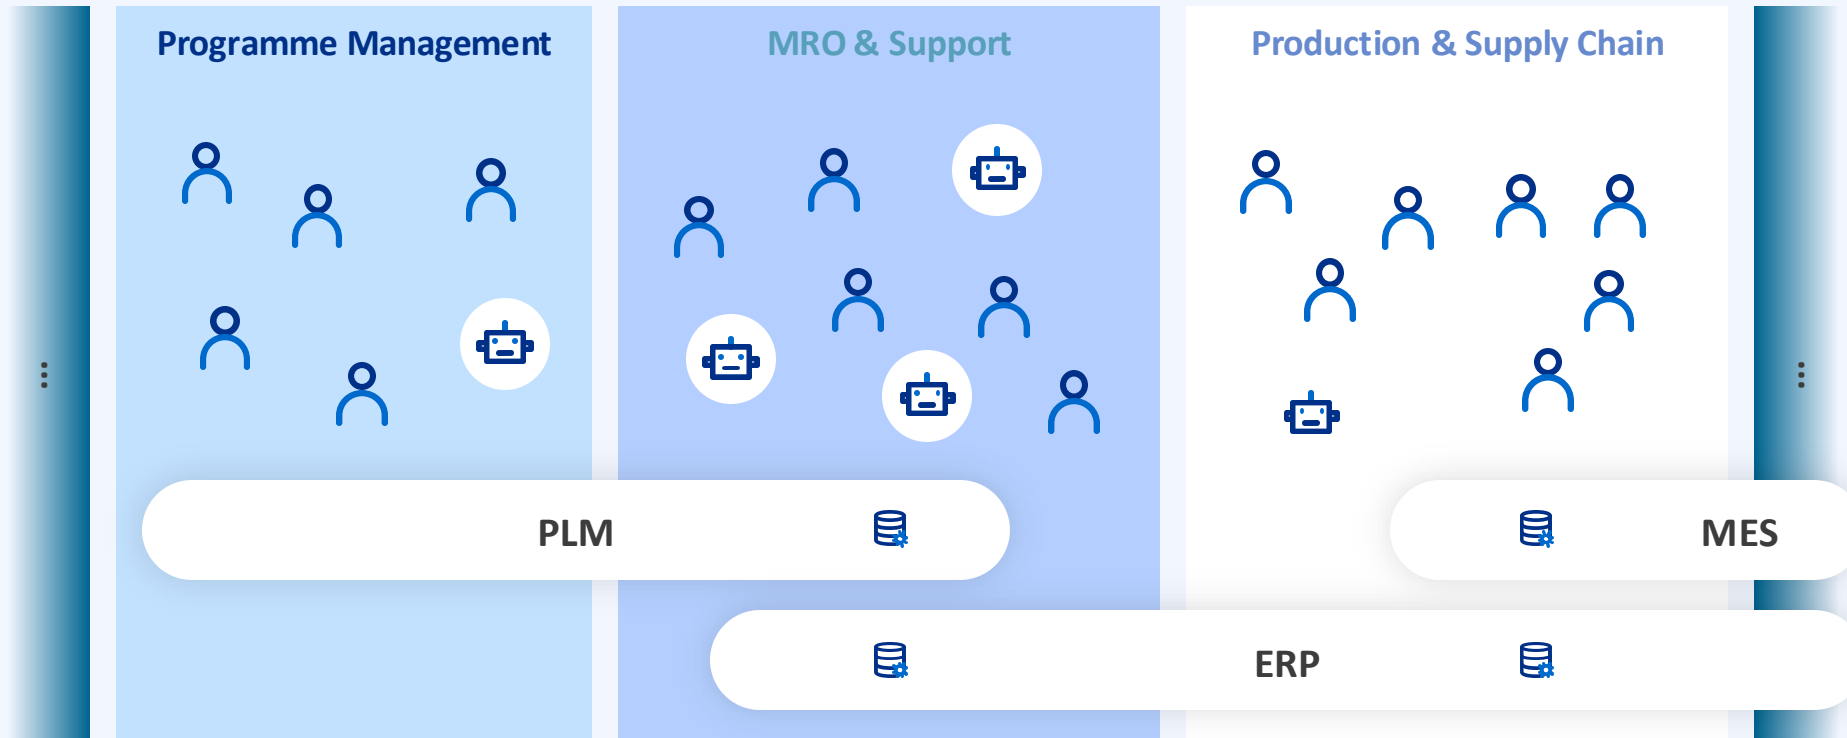 Programme Management
MRO & Support
Production & Supply Chain
PLM
MES
ERP